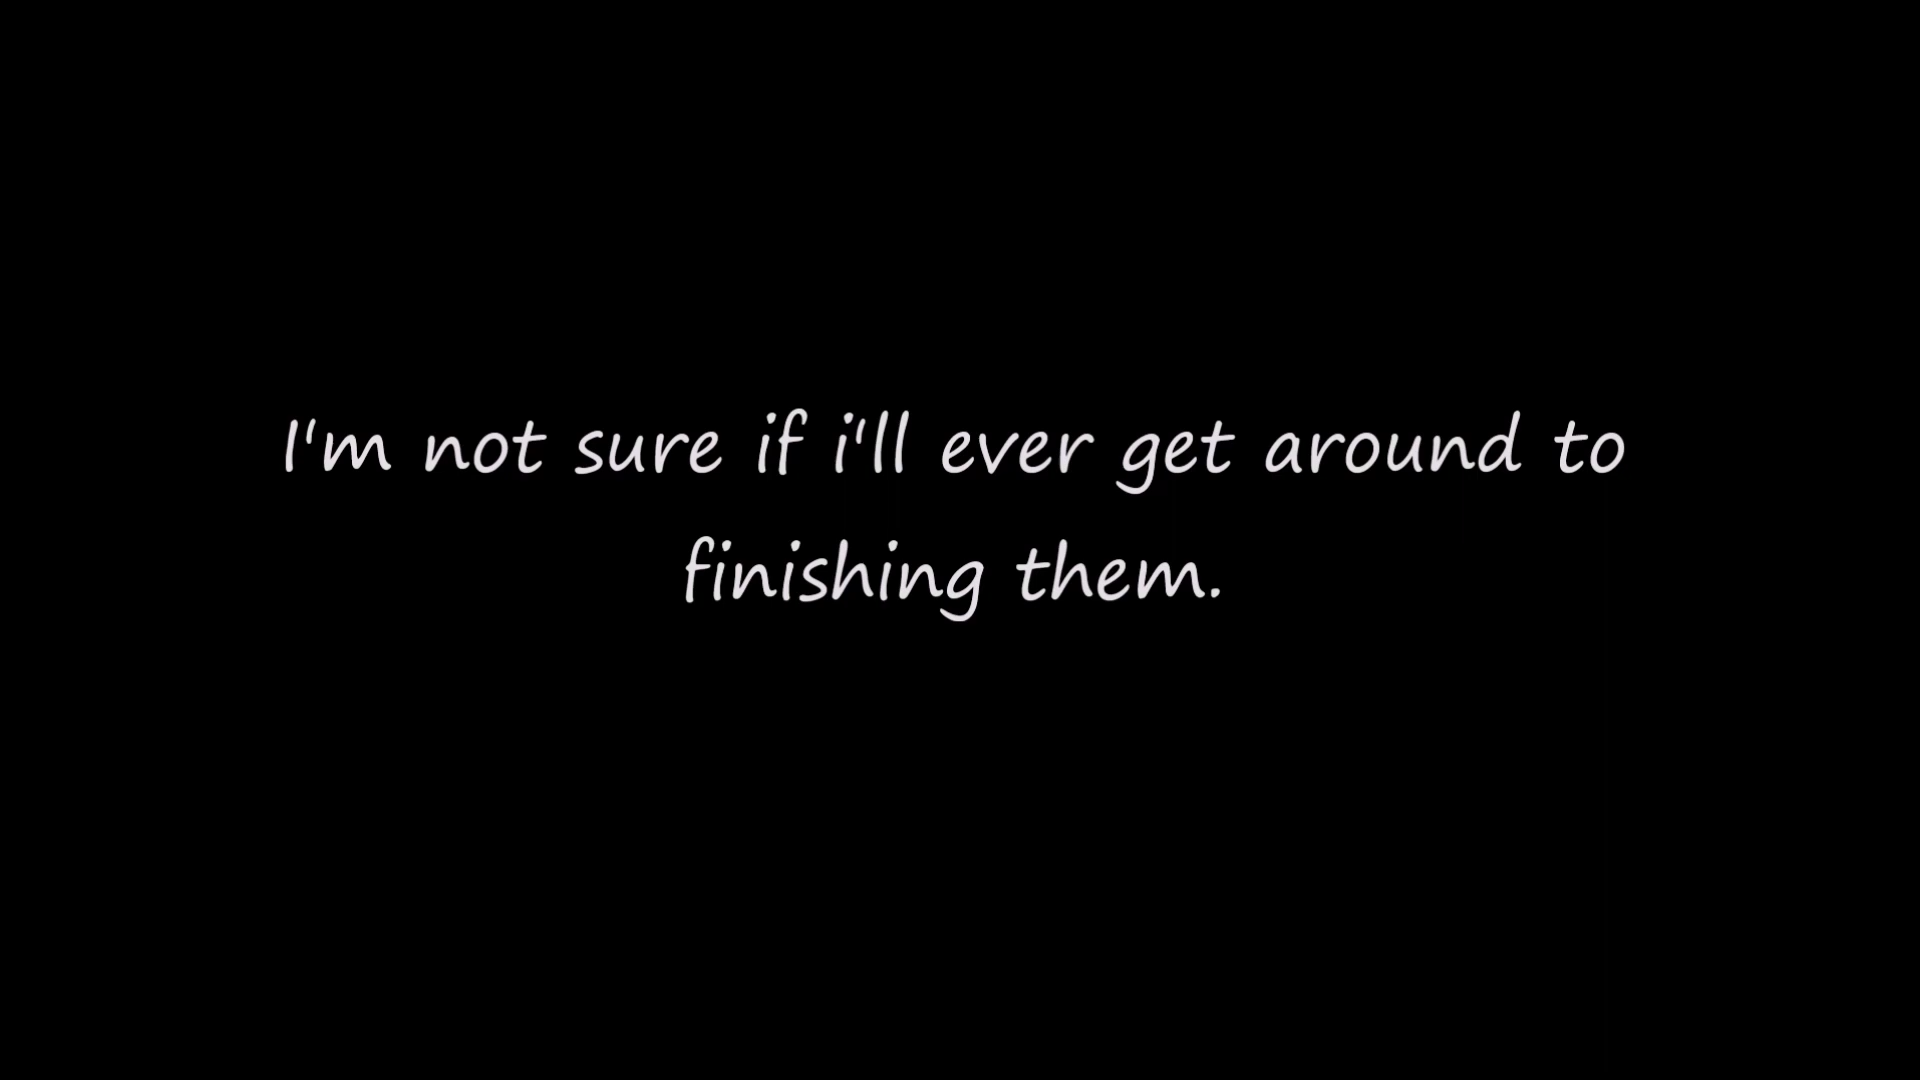 I'm not sure if i'll ever get around to
finishing them.